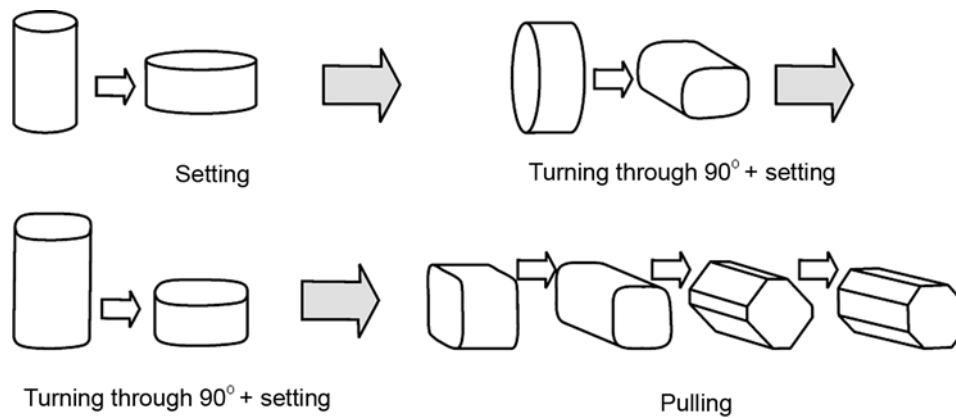 Setting
Turning through 90° + setting
Turning through 90° + setting
Pulling